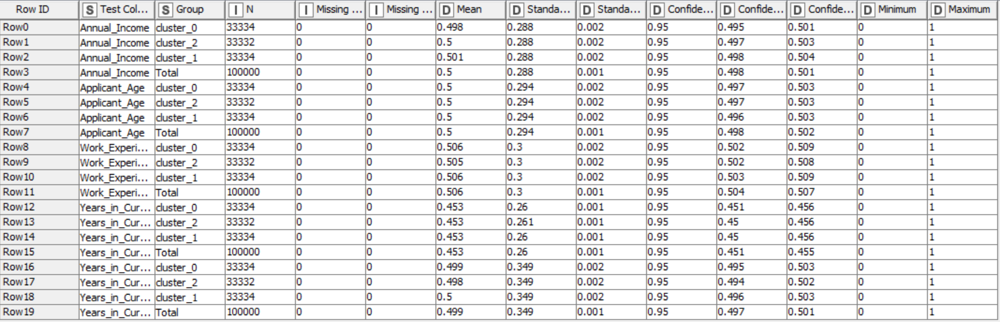 Row ID S Test Col... S Group I N I Missing ... I Missing ... D Mean D Standa... D Standa... D Confide... D Confide... D Confide... D Minimum D Maximum
Row0 Annual_Income cluster_0 33334 0 0 0.498 0.288 0.002 0.95 0.495 0.501 0 1
Row1 Annual_Income cluster_2 33332 0 0 0.5 0.288 0.002 0.95 0.497 0.503 0 1
Row2 Annual_Income cluster_1 33334 0 0 0.501 0.288 0.002 0.95 0.498 0.504 0 1
Row3 Annual_Income Total 100000 0 0 0.5 0.288 0.001 0.95 0.498 0.501 0 1
Row4 Applicant_Age cluster_0 33334 0 0 0.5 0.294 0.002 0.95 0.497 0.503 0 1
Row5 Applicant_Age cluster_2 33332 0 0 0.5 0.294 0.002 0.95 0.497 0.503 0 1
Row6 Applicant_Age cluster_1 33334 0 0 0.5 0.294 0.002 0.95 0.496 0.503 0 1
Row7 Applicant_Age Total 100000 0 0 0.5 0.294 0.001 0.95 0.498 0.502 0 1
Row8 Work_Experi... cluster_0 33334 0 0 0.506 0.3 0.002 0.95 0.502 0.509 0 1
Row9 Work_Experi... cluster_2 33332 0 0 0.505 0.3 0.002 0.95 0.502 0.508 0 1
Row10 Work_Experi... cluster_1 33334 0 0 0.506 0.3 0.002 0.95 0.503 0.509 0 1
Row11 Work_Experi... Total 100000 0 0 0.506 0.3 0.001 0.95 0.504 0.507 0 1
Row12 Years_in_Cur... cluster_0 33334 0 0 0.453 0.26 0.001 0.95 0.451 0.456 0 1
Row13 Years_in_Cur... cluster_2 33332 0 0 0.453 0.261 0.001 0.95 0.45 0.456 0 1
Row14 Years_in_Cur... cluster_1 33334 0 0 0.453 0.26 0.001 0.95 0.45 0.456 0 1
Row15 Years_in_Cur... Total 100000 0 0 0.453 0.26 0.001 0.95 0.451 0.455 0 1
Row16 Years_in_Cur... cluster_0 33334 0 0 0.499 0.349 0.002 0.95 0.495 0.503 0 1
Row17 Years_in_Cur... cluster_2 33332 0 0 0.498 0.349 0.002 0.95 0.494 0.502 0 1
Row18 Years_in_Cur... cluster_1 33334 0 0 0.5 0.349 0.002 0.95 0.496 0.503 0 1
Row19 Years_in_Cur... Total 100000 0 0 0.499 0.349 0.001 0.95 0.497 0.501 0 1